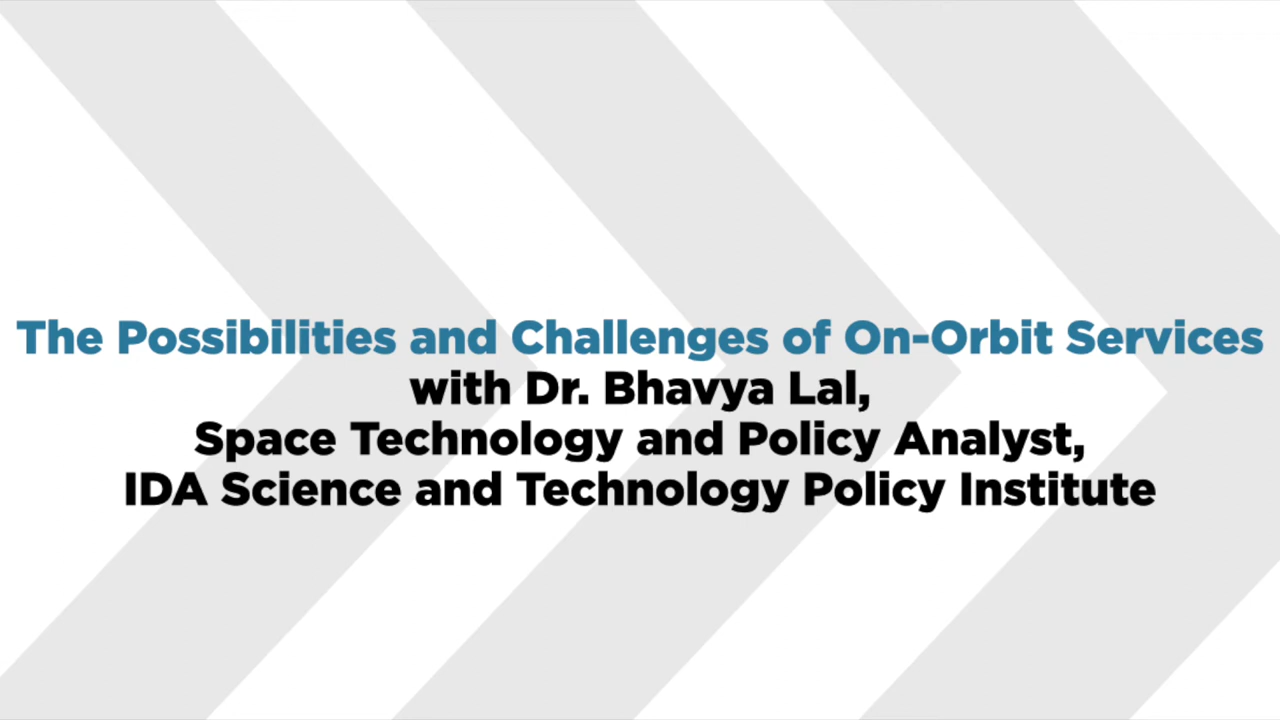 The Possibilities and Challenges of On-Orbit Services
with Dr. Bhavya Lal,
Space Technology and Policy Analyst,
IDA Science and Technology Policy Institute